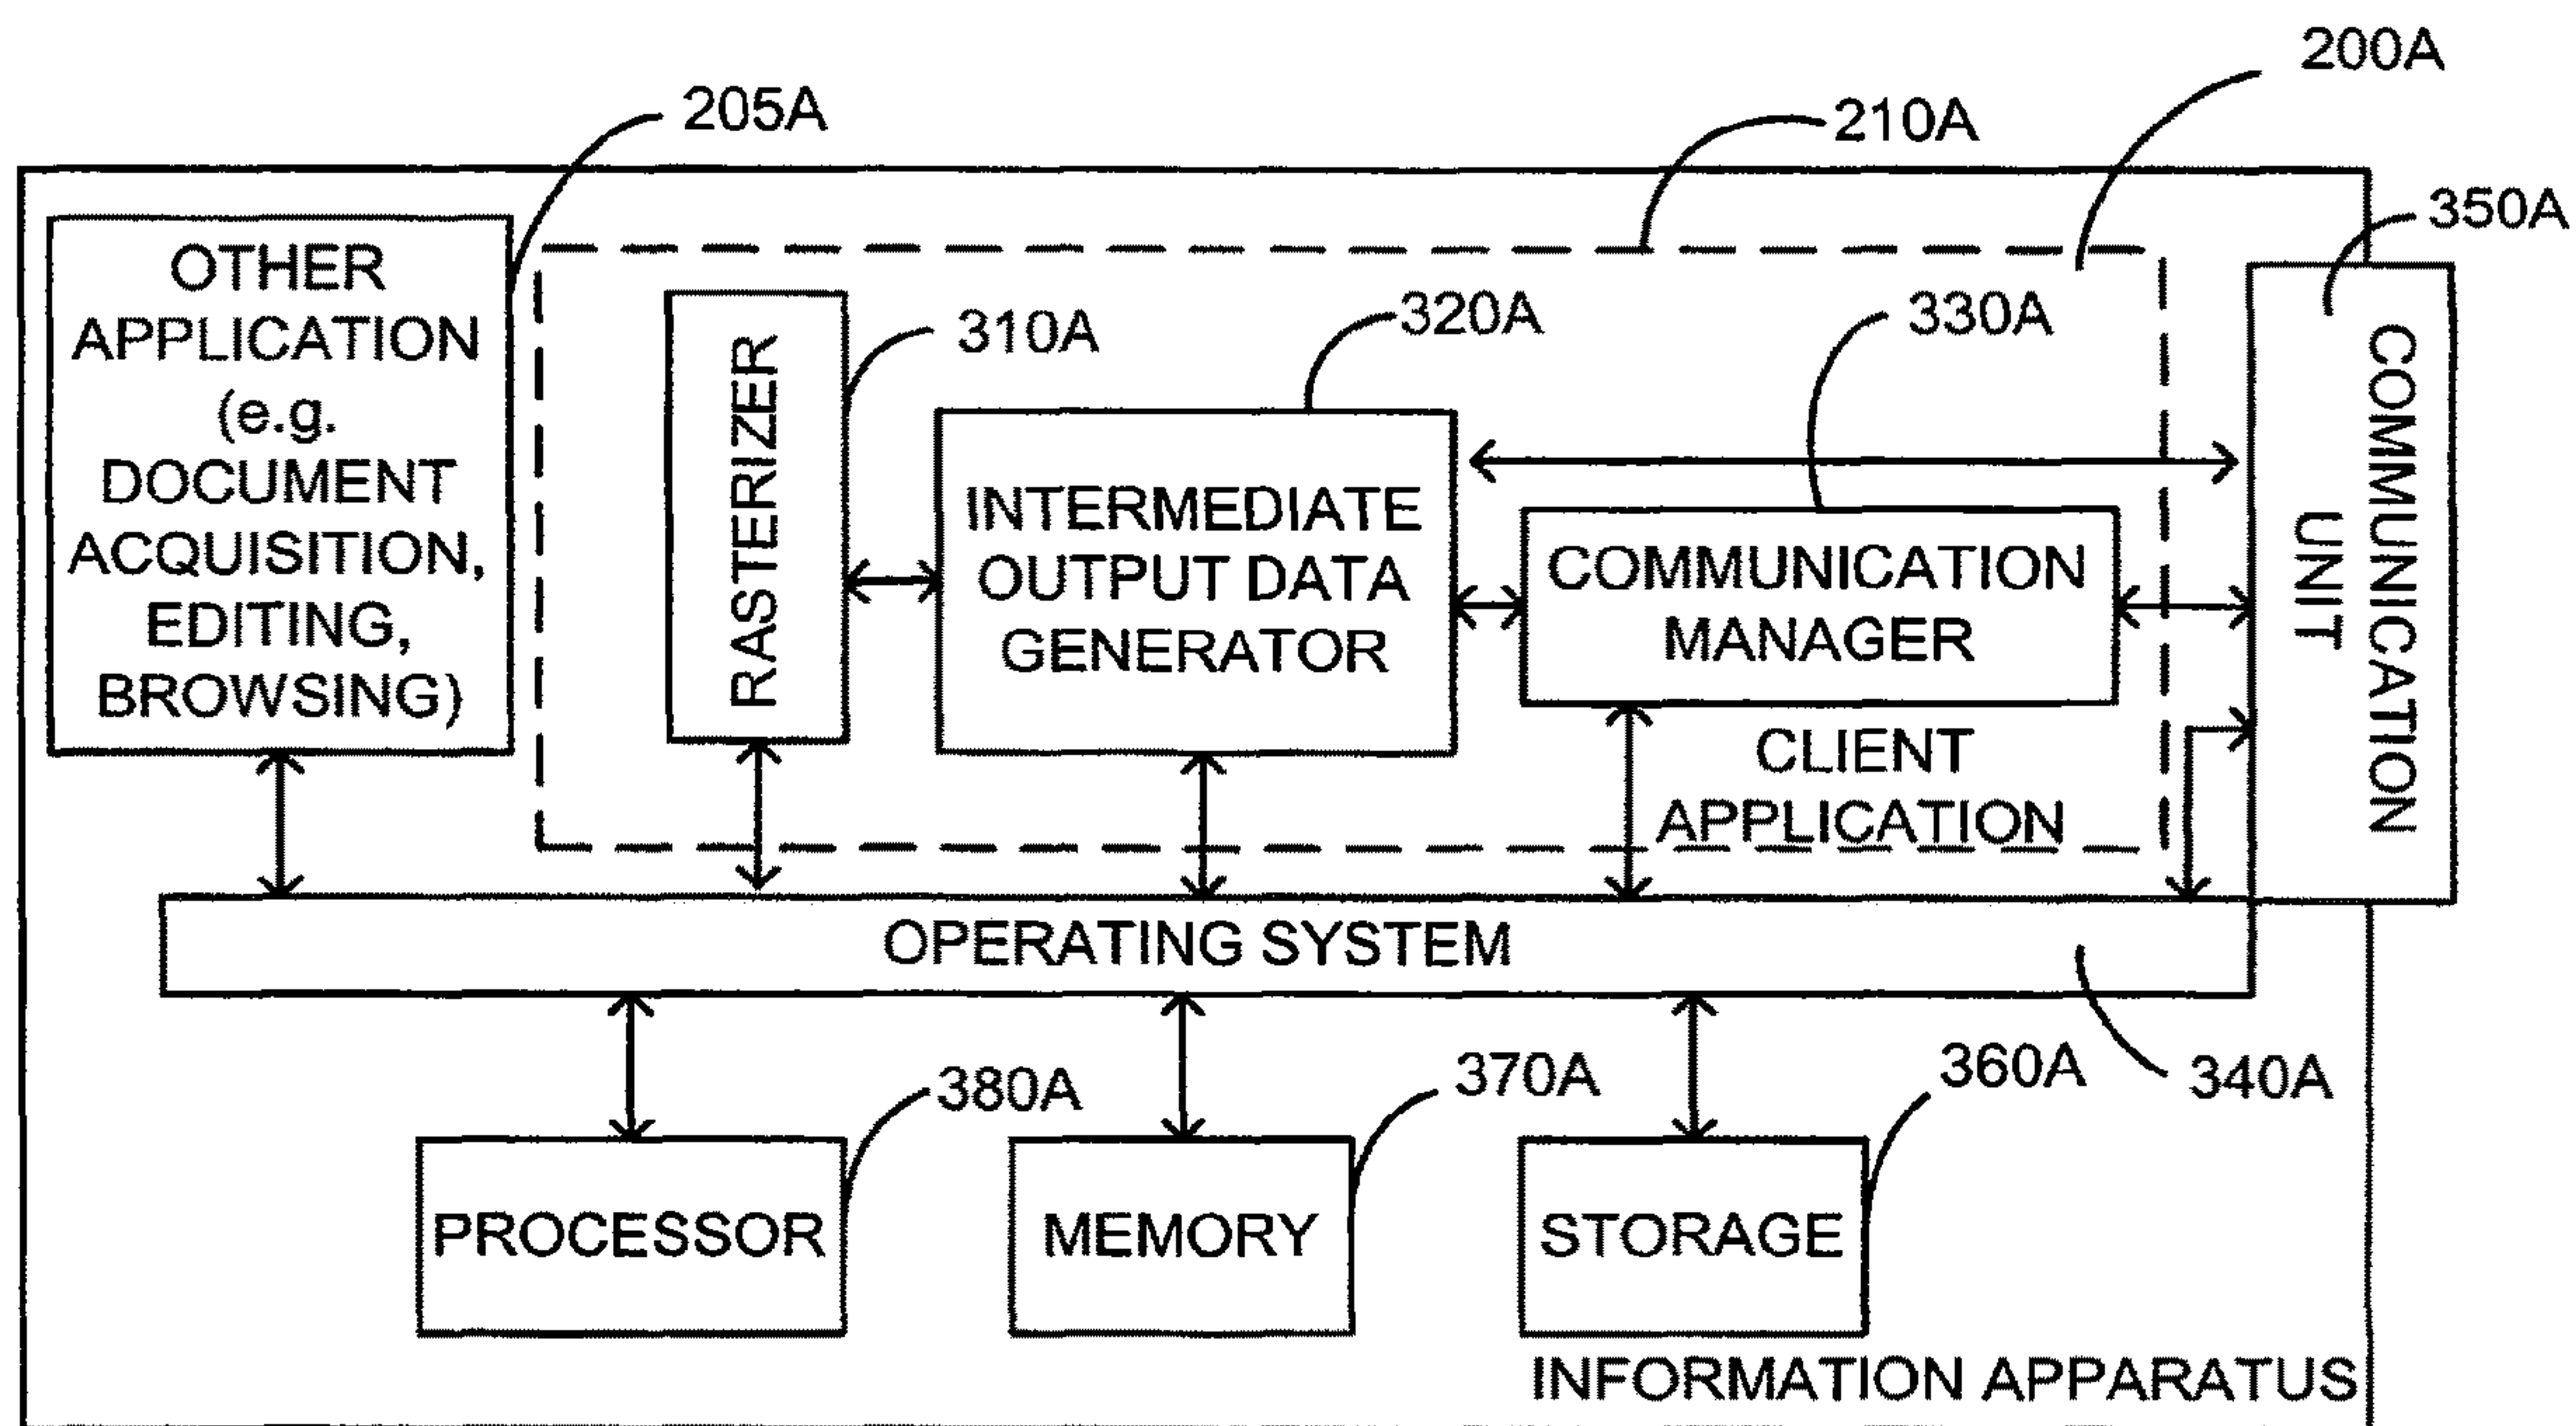 200A
205A
210A
350A
OTHER
APPLICATION
(e.g.
DOCUMENT
ACQUISITION,
EDITING,
BROWSING)
RASTERIZER
310A
320A
330A
INTERMEDIATE
OUTPUT DATA
GENERATOR
COMMUNICATION
MANAGER
CLIENT
APPLICATION
COMMUNICATION
UNIT
OPERATING SYSTEM
380A
370A
360A
340A
PROCESSOR
MEMORY
STORAGE
INFORMATION APPARATUS